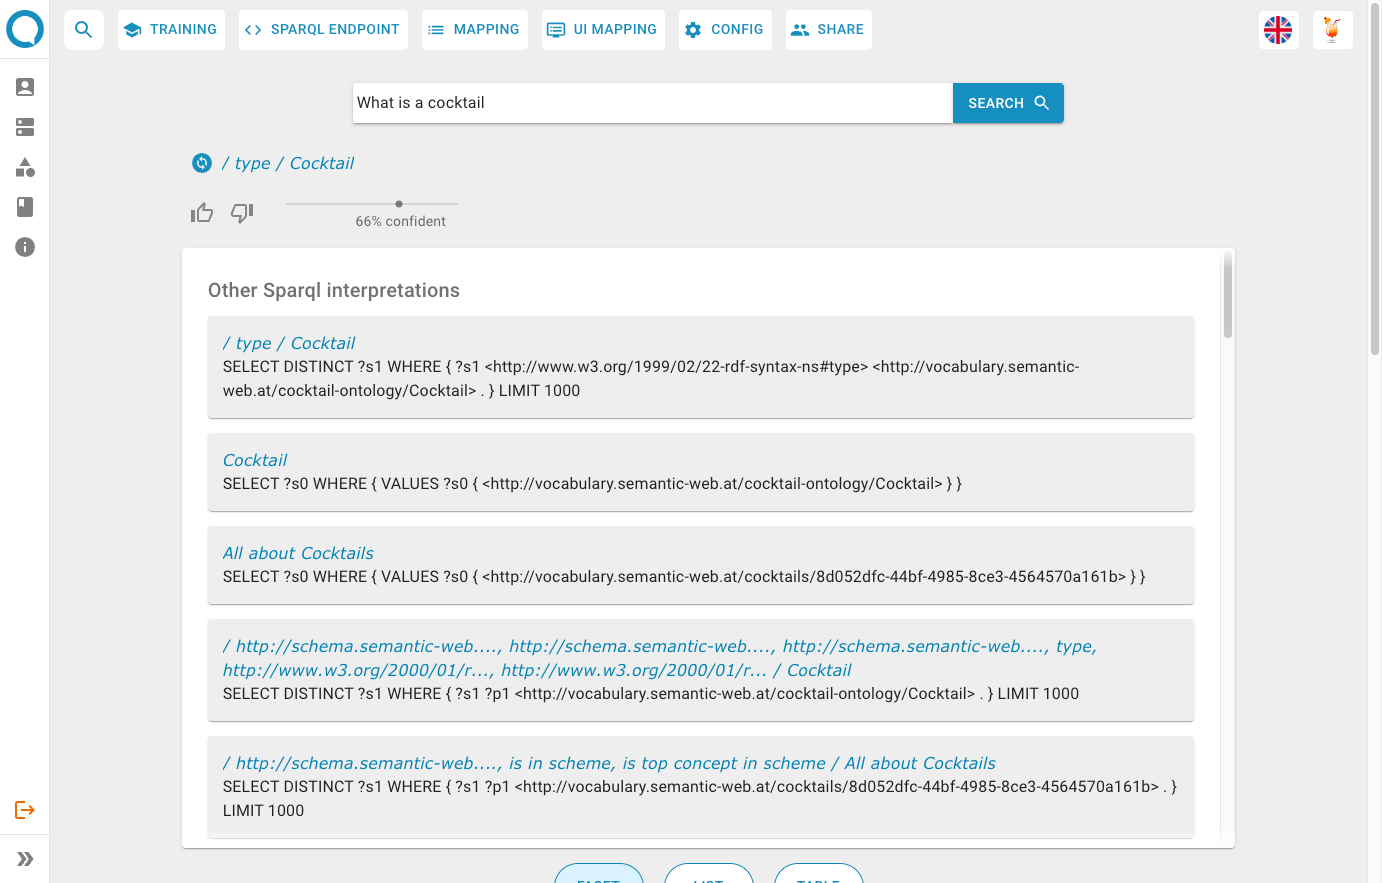 TRAINING
SPARQL ENDPOINT
MAPPING
UI MAPPING
CONFIG
SHARE
What is a cocktail
SEARCH
/ type / Cocktail
66% confident
Other Sparql interpretations
/ type / Cocktail
SELECT DISTINCT ?s1 WHERE { ?s1 <http://www.w3.org/1999/02/22-rdf-syntax-ns#type> <http://vocabulary.semantic-
web.at/cocktail-ontology/Cocktail> . } LIMIT 1000
Cocktail
SELECT ?s0 WHERE { VALUES ?s0 { <http://vocabulary.semantic-web.at/cocktail-ontology/Cocktail> } }
All about Cocktails
SELECT ?s0 WHERE { VALUES ?s0 { <http://vocabulary.semantic-web.at/cocktails/8d052dfc-44bf-4985-8ce3-4564570a161b> } }
/ http://schema.semantic-web...., http://schema.semantic-web...., http://schema.semantic-web...., type,
http://www.w3.org/2000/01/r..., http://www.w3.org/2000/01/r... / Cocktail
SELECT DISTINCT ?s1 WHERE { ?s1 ?p1 <http://vocabulary.semantic-web.at/cocktail-ontology/Cocktail> . } LIMIT 1000
/ http://schema.semantic-web...., is in scheme, is top concept in scheme / All about Cocktails
SELECT DISTINCT ?s1 WHERE { ?s1 ?p1 <http://vocabulary.semantic-web.at/cocktails/8d052dfc-44bf-4985-8ce3-4564570a161b> . }
LIMIT 1000
FACET
LIST
TABLE